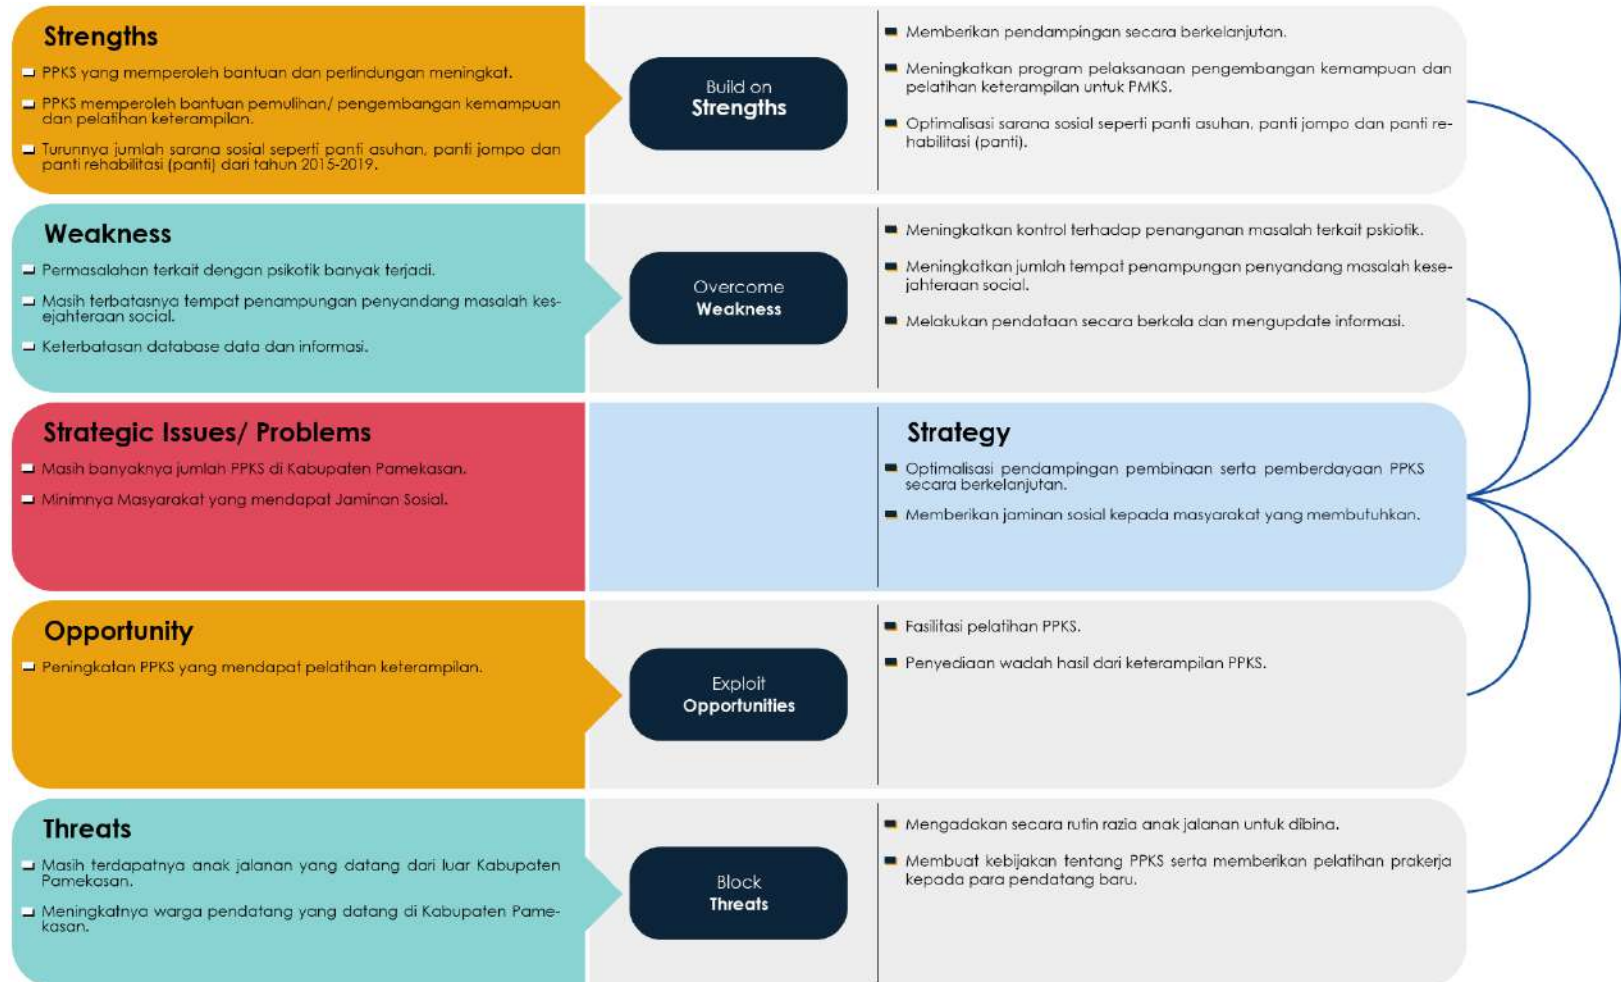 Strengths
PPKS yang memperoleh bantuan dan perlindungan meningkat.
PPKS memperoleh bantuan pemulihan/ pengembangan kemampuan
dan pelatihan keterampilan.
Turunnya jumlah sarana sosial seperti panti asuhan, panti jompo dan
panti rehabilitasi (panti) dari tahun 2015-2019.
Build on
Strengths
Memberikan pendampingan secara berkelanjutan.
Meningkatkan program pelaksanaan pengembangan kemampuan dan
pelatihan keterampilan untuk PMKS.
Optimalisasi sarana sosial seperti panti asuhan, panti jompo dan panti re-
habilitasi (panti).
Weakness
Permasalahan terkait dengan psikotik banyak terjadi.
Masih terbatasnya tempat penampungan penyandang masalah kes-
ejahteraan social.
Keterbatasan database data dan informasi.
Overcome
Weakness
Meningkatkan kontrol terhadap penanganan masalah terkait pskiotik.
Meningkatkan jumlah tempat penampungan penyandang masalah kese-
jahteraan social.
Melakukan pendataan secara berkala dan mengupdate informasi.
Strategic Issues/ Problems
Masih banyaknya jumlah PPKS di Kabupaten Pamekasan.
Minimnya Masyarakat yang mendapat Jaminan Sosial.
Strategy
Optimalisasi pendampingan pembinaan serta pemberdayaan PPKS
secara berkelanjutan.
Memberikan jaminan sosial kepada masyarakat yang membutuhkan.
Opportunity
Peningkatan PPKS yang mendapat pelatihan keterampilan.
Exploit
Opportunities
Fasilitasi pelatihan PPKS.
Penyediaan wadah hasil dari keterampilan PPKS.
Threats
Masih terdapatnya anak jalanan yang datang dari luar Kabupaten
Pamekasan.
Meningkatnya warga pendatang yang datang di Kabupaten Pame-
kasan.
Block
Threats
Mengadakan secara rutin razia anak jalanan untuk dibina.
Membuat kebijakan tentang PPKS serta memberikan pelatihan prakerja
kepada para pendatang baru.